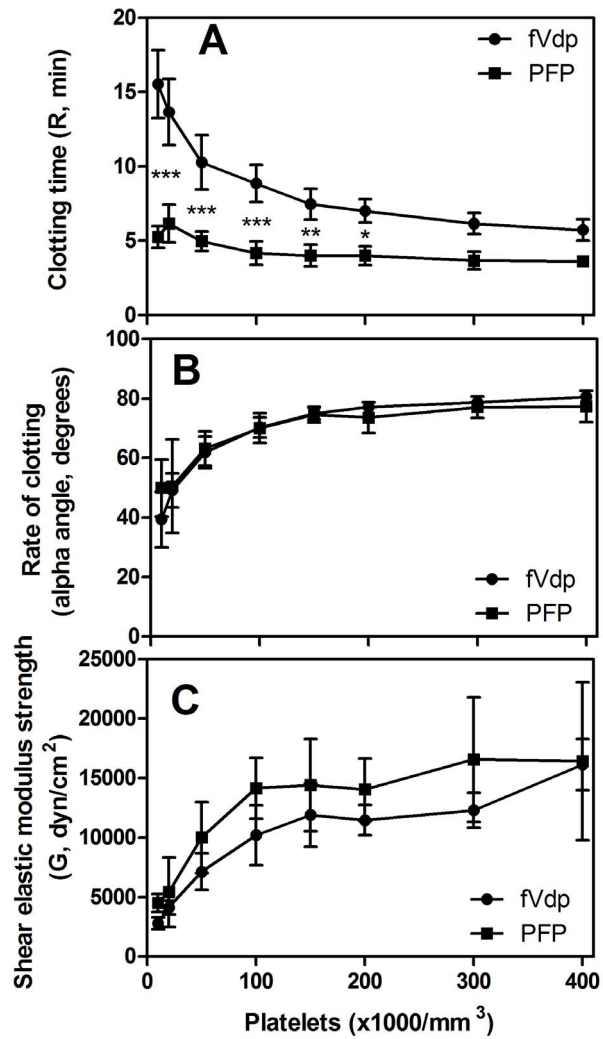 20
15
10
5
0
Clotting time (R, min)
A
fVdp
PFP
***
***
***
**
*
100
80
60
40
20
0
Rate of clotting
(alpha angle, degrees)
B
fVdp
PFP
25000
20000
15000
10000
5000
0
Shear elastic modulus strength
(G, dyn/cm²)
C
fVdp
PFP
0 100 200 300 400
Platelets (x1000/mm³)